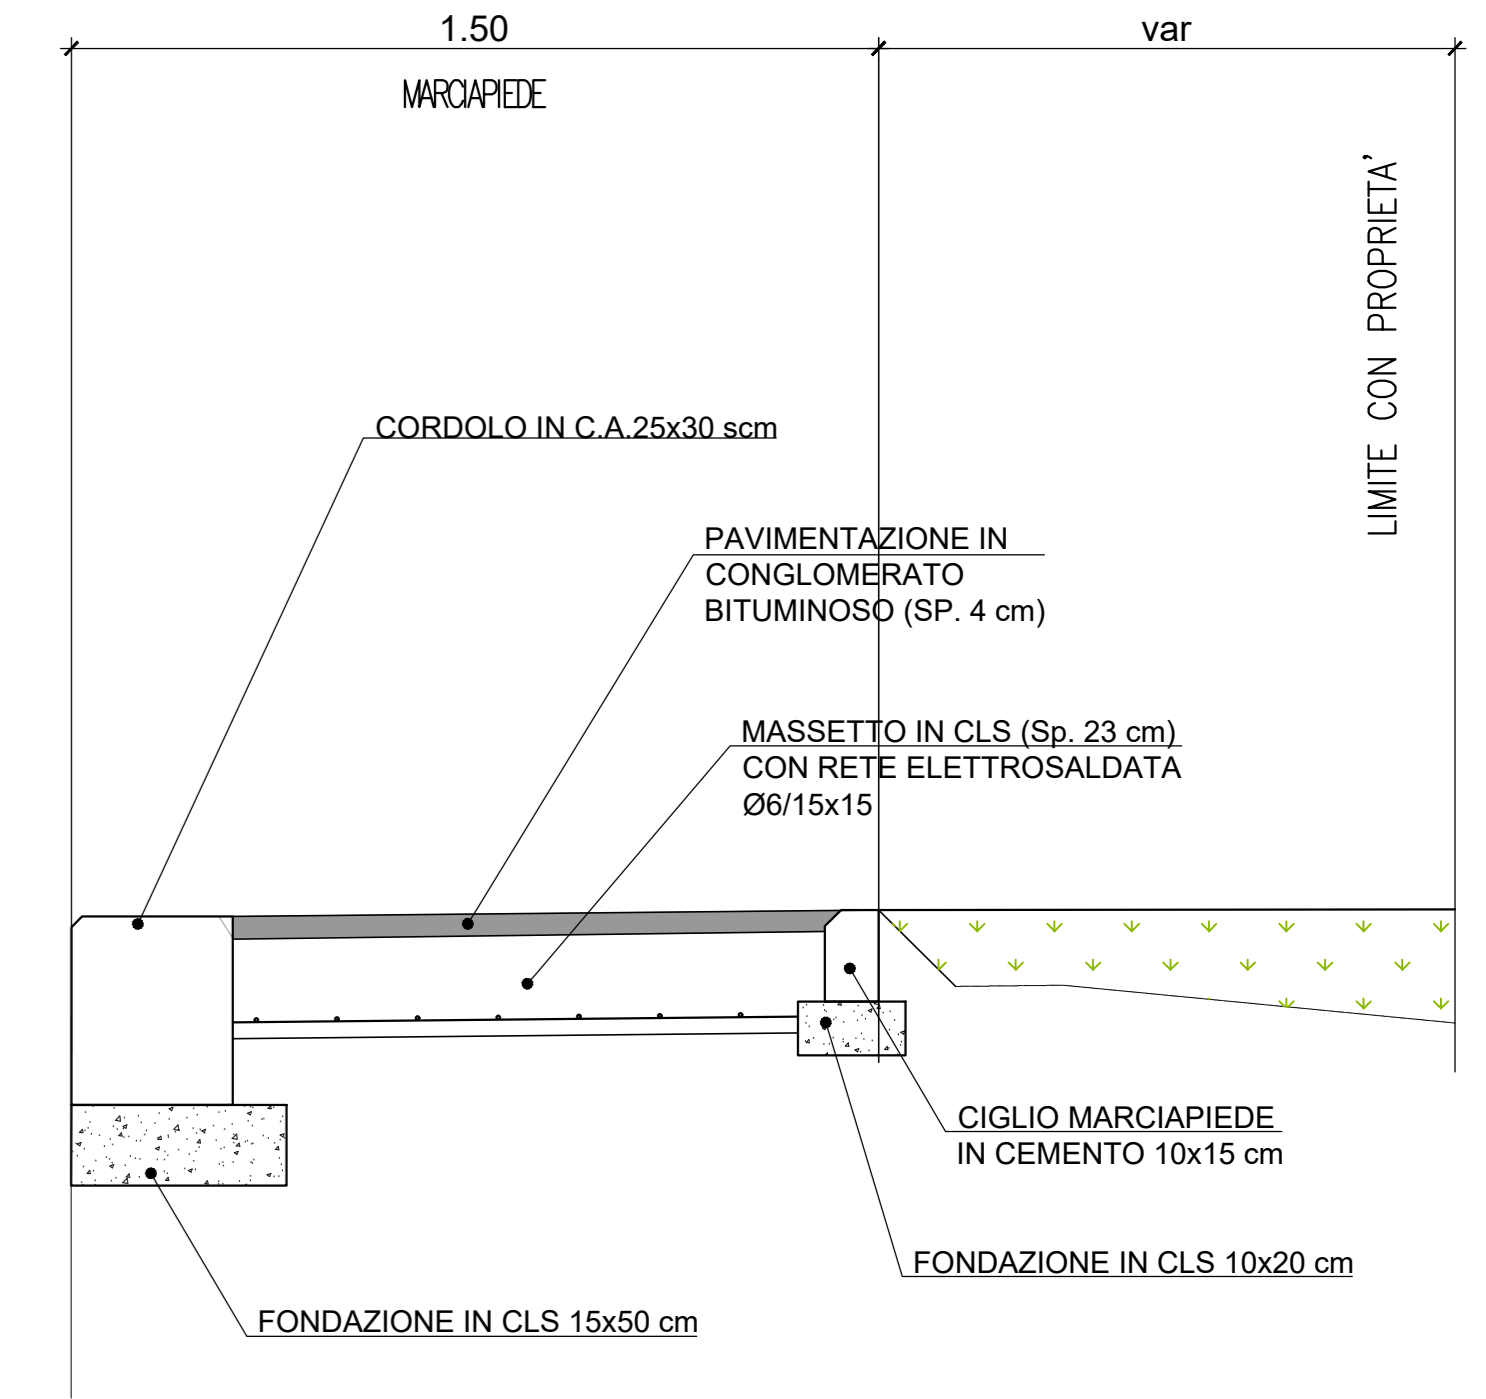 1.50
var
MARCIAPIEDE
LIMITE CON PROPRIETA'
CORDOLO IN C.A.25x30 scm
PAVIMENTAZIONE IN
CONGLOMERATO
BITUMINOSO (SP. 4 cm)
MASSETTO IN CLS (Sp. 23 cm)
CON RETE ELETTROSALDATA
Ø6/15x15
CIGLIO MARCIAPIEDE
IN CEMENTO 10x15 cm
FONDAZIONE IN CLS 10x20 cm
FONDAZIONE IN CLS 15x50 cm